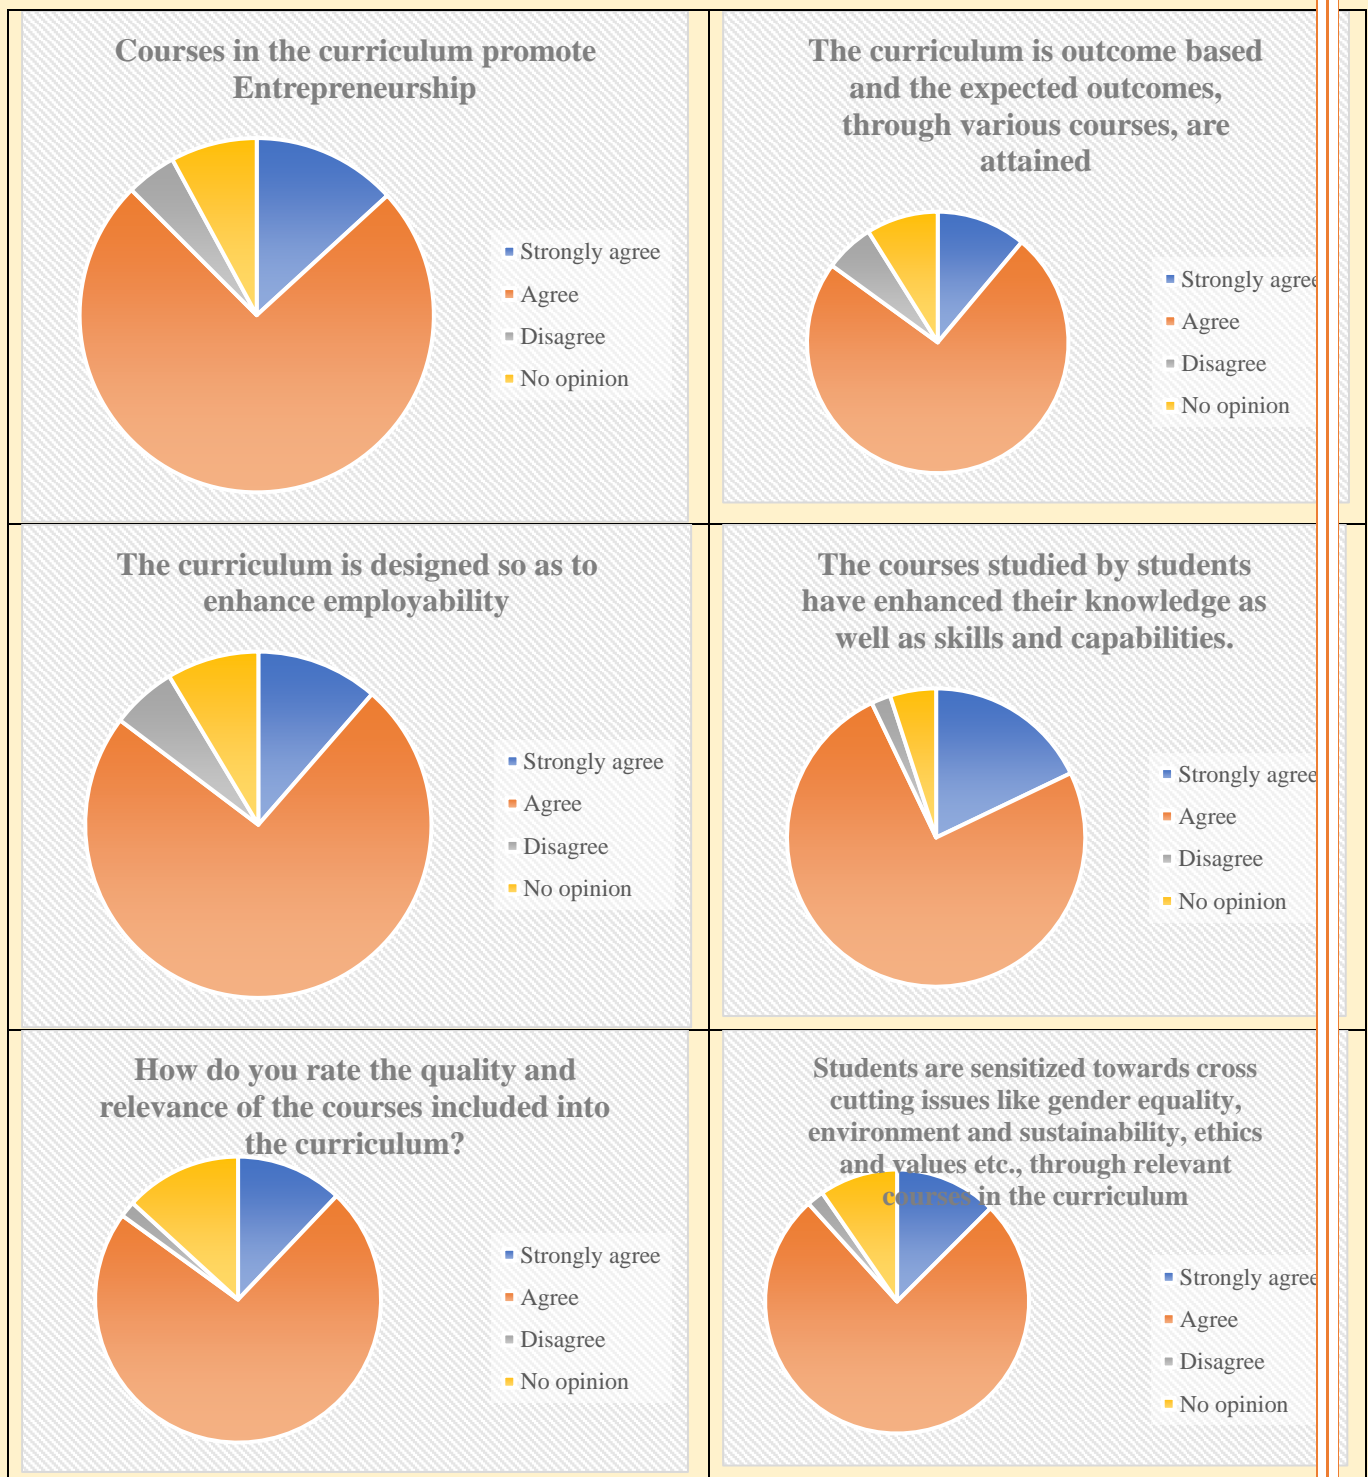 Courses in the curriculum promote
Entrepreneurship
Strongly agree
Agree
Disagree
No opinion
The curriculum is outcome based
and the expected outcomes,
through various courses, are
attained
Strongly agree
Agree
Disagree
No opinion
The curriculum is designed so as to
enhance employability
Strongly agree
Agree
Disagree
No opinion
The courses studied by students
have enhanced their knowledge as
well as skills and capabilities.
Strongly agree
Agree
Disagree
No opinion
How do you rate the quality and
relevance of the courses included into
the curriculum?
Strongly agree
Agree
Disagree
No opinion
Students are sensitized towards cross
cutting issues like gender equality,
environment and sustainability, ethics
and values etc., through relevant
courses in the curriculum
Strongly agree
Agree
Disagree
No opinion